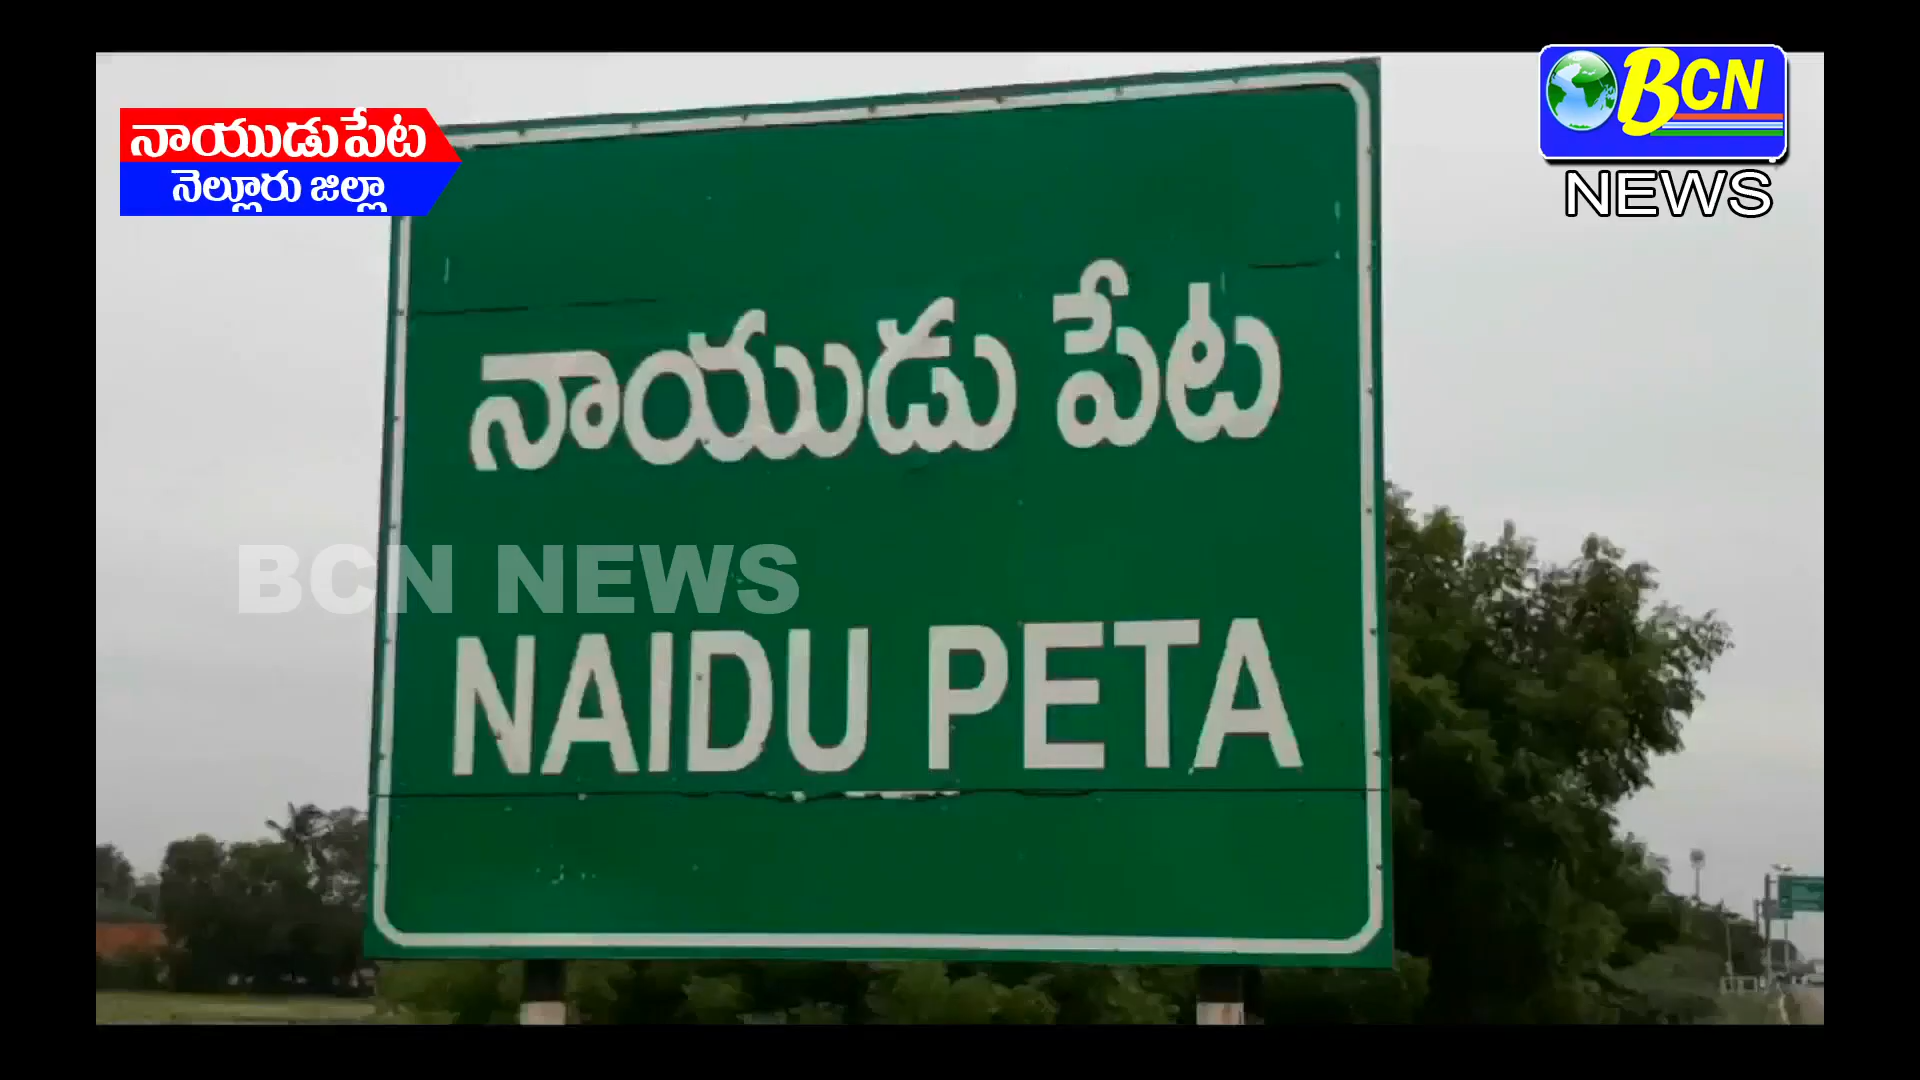 నాయుడుపేట
నెల్లూరు జిల్లా
BCN
NEWS
నాయుడు పేట
BCN NEWS
NAIDU PETA